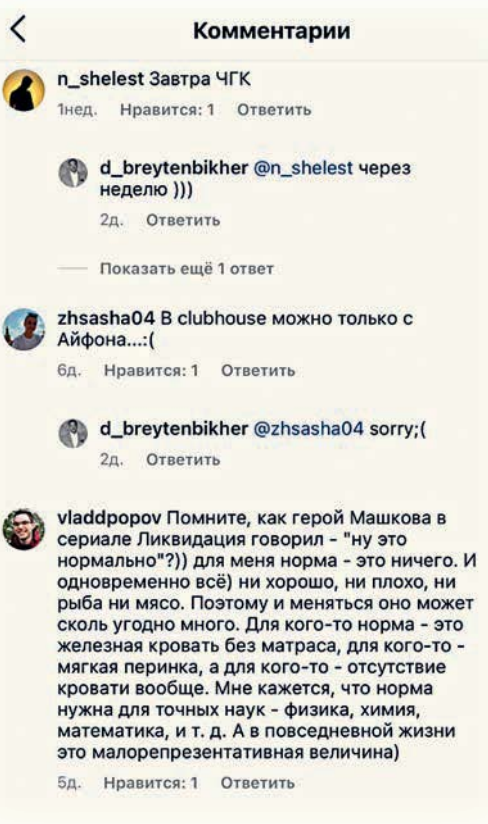 Комментарии
n_shelest Завтра ЧГК
1нед. Нравится: 1 Ответить
d_breytenbikher @n_shelest через
неделю )))
2д. Ответить
Показать ещё 1 ответ
zhsasha04 В clubhouse можно только с
Айфона...:(
6д. Нравится: 1 Ответить
d_breytenbikher @zhsasha04 sorry;(
2д. Ответить
vladdpopov Помните, как герой Машкова в
сериале Ликвидация говорил - "ну это
нормально"?)) для меня норма - это ничего. И
одновременно всё) ни хорошо, ни плохо, ни
рыба ни мясо. Поэтому и меняться оно может
сколь угодно много. Для кого-то норма - это
железная кровать без матраса, для кого-то -
мягкая перинка, а для кого-то - отсутствие
кровати вообще. Мне кажется, что норма
нужна для точных наук - физика, химия,
математика, и т. д. А в повседневной жизни
это малорепрезентативная величина)
5д. Нравится: 1 Ответить